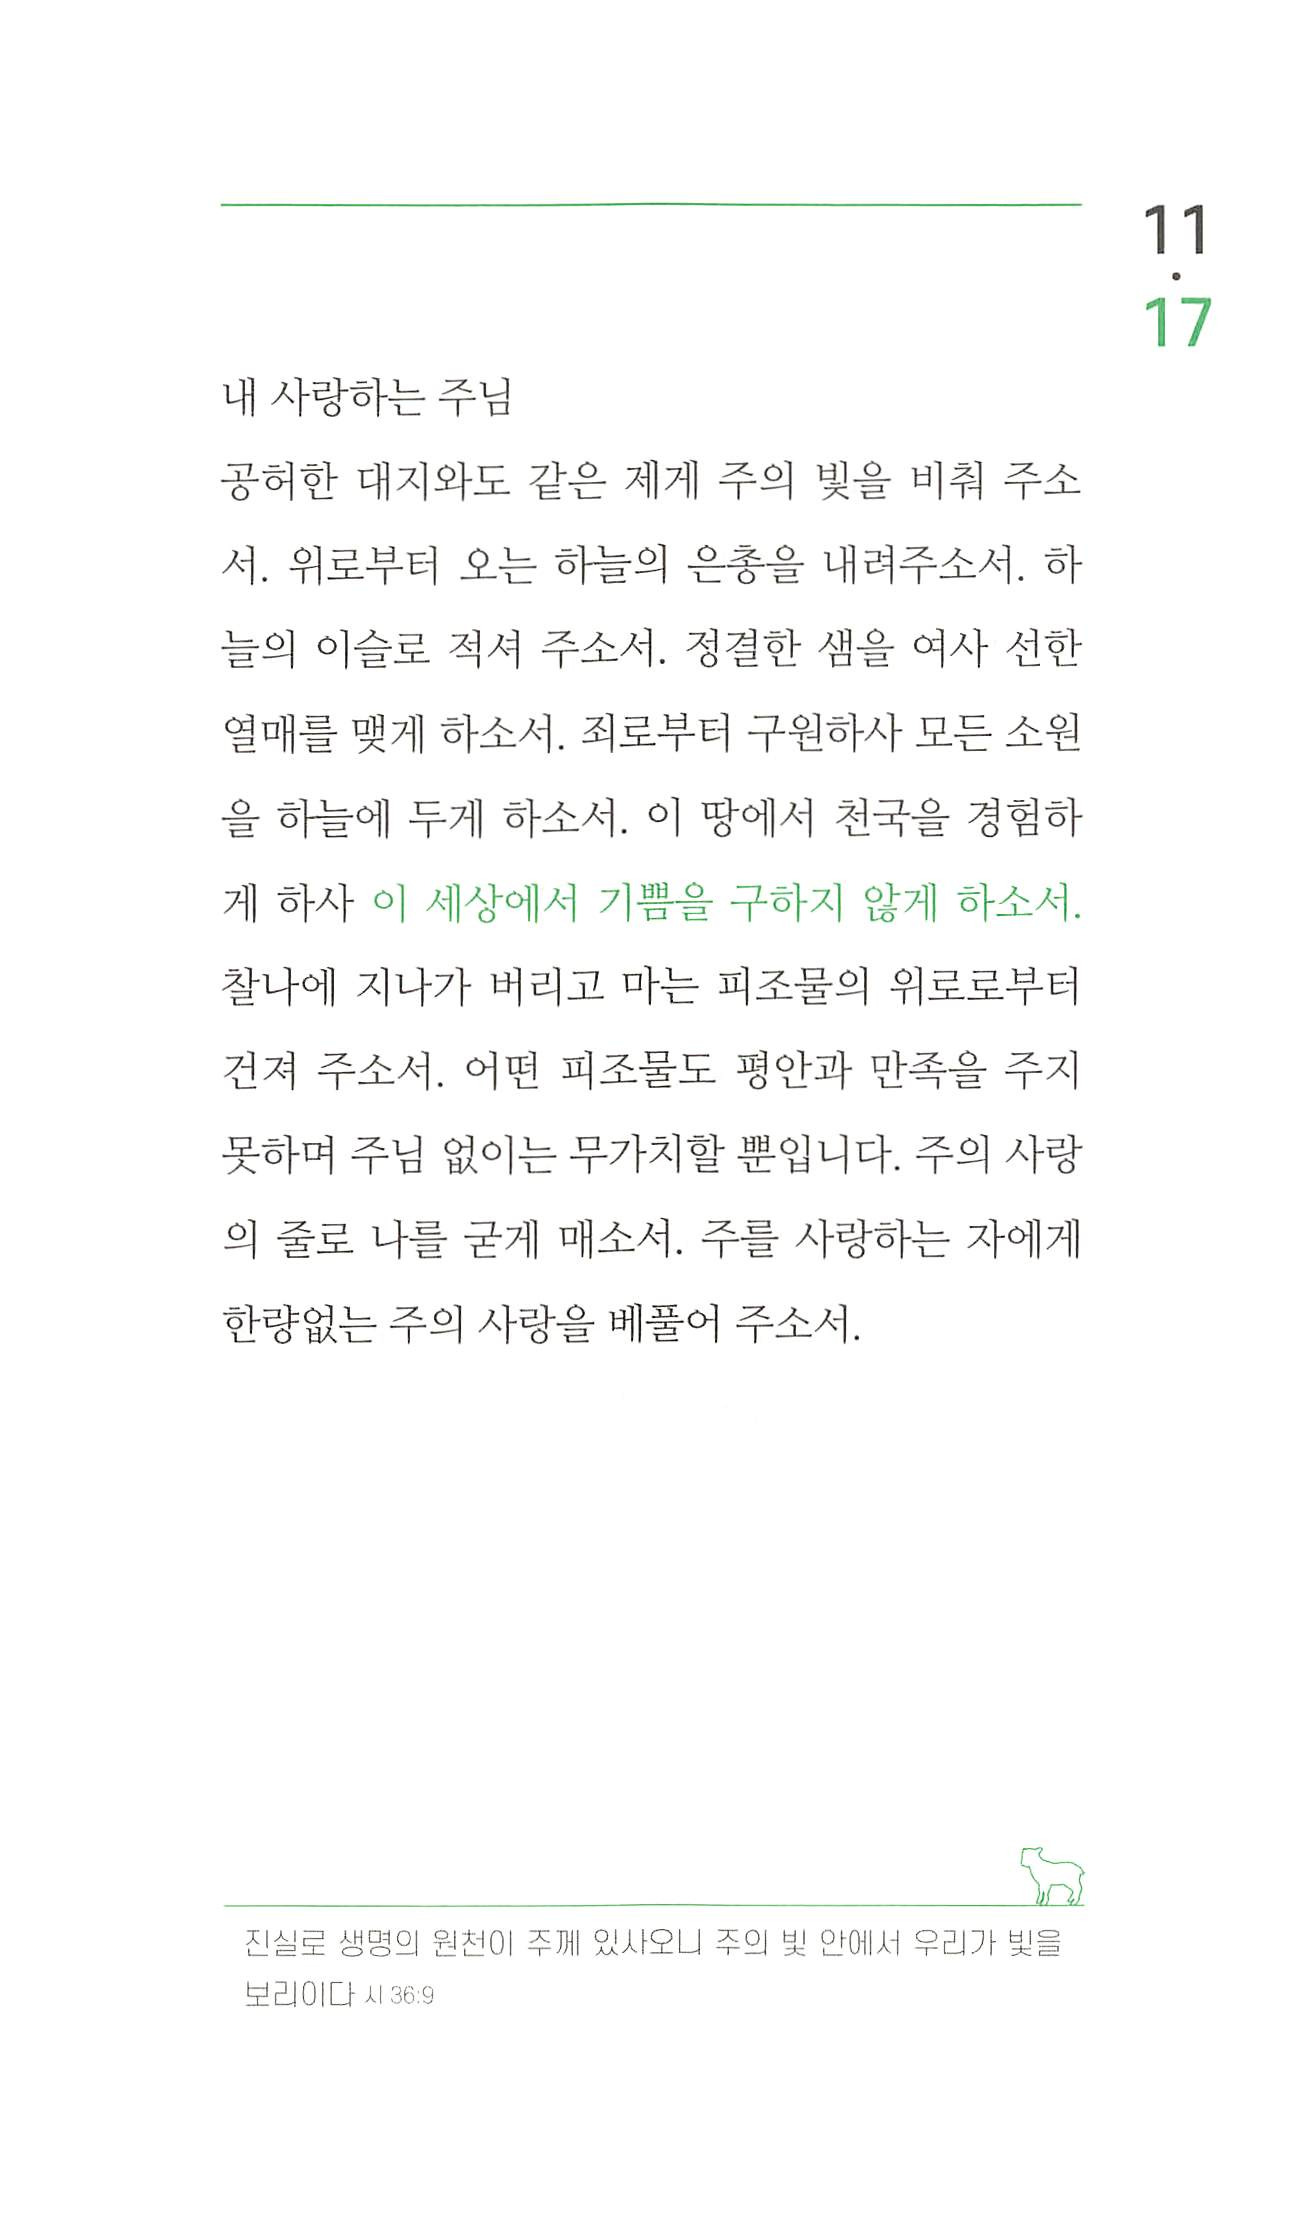 11
·
17
내 사랑하는 주님
공허한 대지와도 같은 제게 주의 빛을 비춰 주소
서. 위로부터 오는 하늘의 은총을 내려주소서. 하
늘의 이슬로 적셔 주소서. 정결한 샘을 여사 선한
열매를 맺게 하소서. 죄로부터 구원하사 모든 소원
을 하늘에 두게 하소서. 이 땅에서 천국을 경험하
게 하사 이 세상에서 기쁨을 구하지 않게 하소서.
찰나에 지나가 버리고 마는 피조물의 위로로부터
건져 주소서. 어떤 피조물도 평안과 만족을 주지
못하며 주님 없이는 무가치할 뿐입니다. 주의 사랑
의 줄로 나를 굳게 매소서. 주를 사랑하는 자에게
한량없는 주의 사랑을 베풀어 주소서.
진실로 생명의 원천이 주께 있사오니 주의 빛 안에서 우리가 빛을
보리이다 시 36:9